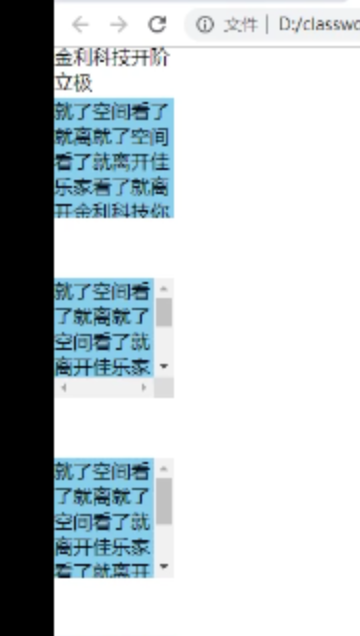 文件 | D:/classwo
金利科技开阶
立极
就了空间看了
就离就了空间
看了就离开佳
乐家看了就离
开金利科技你
就了空间看
了就离就了
空间看了就
离开佳乐家
就了空间看
了就离就了
空间看了就
离开佳乐家
看了就离开